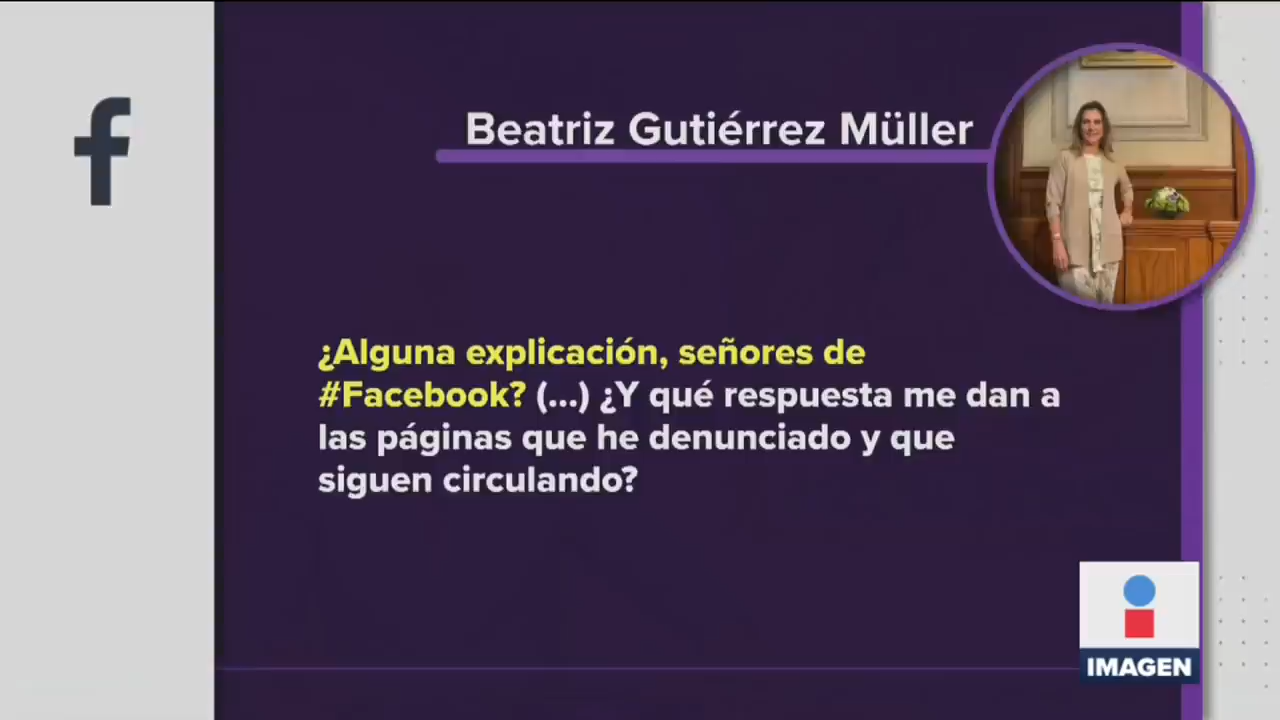 f
Beatriz Gutiérrez Müller
¿Alguna explicación, señores de
#Facebook? (...) ¿Y qué respuesta me dan a
las páginas que he denunciado y que
siguen circulando?
IMAGEN